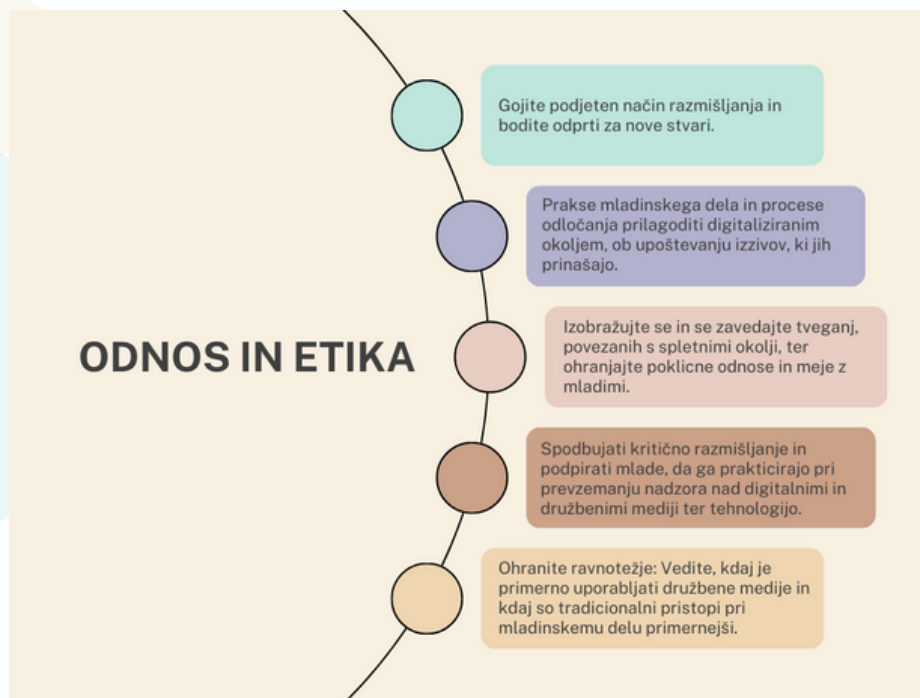 Gojite podjeten način razmišljanja in
bodite odprti za nove stvari.
Prakse mladinskega dela in procese
odločanja prilagoditi digitaliziranim
okoljem, ob upoštevanju izzivov, ki jih
prinašajo.
ODNOS IN ETIKA
Izobražujte se in se zavedajte tveganj,
povezanih s spletnimi okolji, ter
ohranjajte poklicne odnose in meje z
mladimi.
Spodbujati kritično razmišljanje in
podpirati mlade, da ga prakticirajo pri
prevzemanju nadzora nad digitalnimi in
družbenimi mediji ter tehnologijo.
Ohranite ravnotežje: Vedite, kdaj je
primerno uporabljati družbene medije in
kdaj so tradicionalni pristopi pri
mladinskemu delu primernejši.